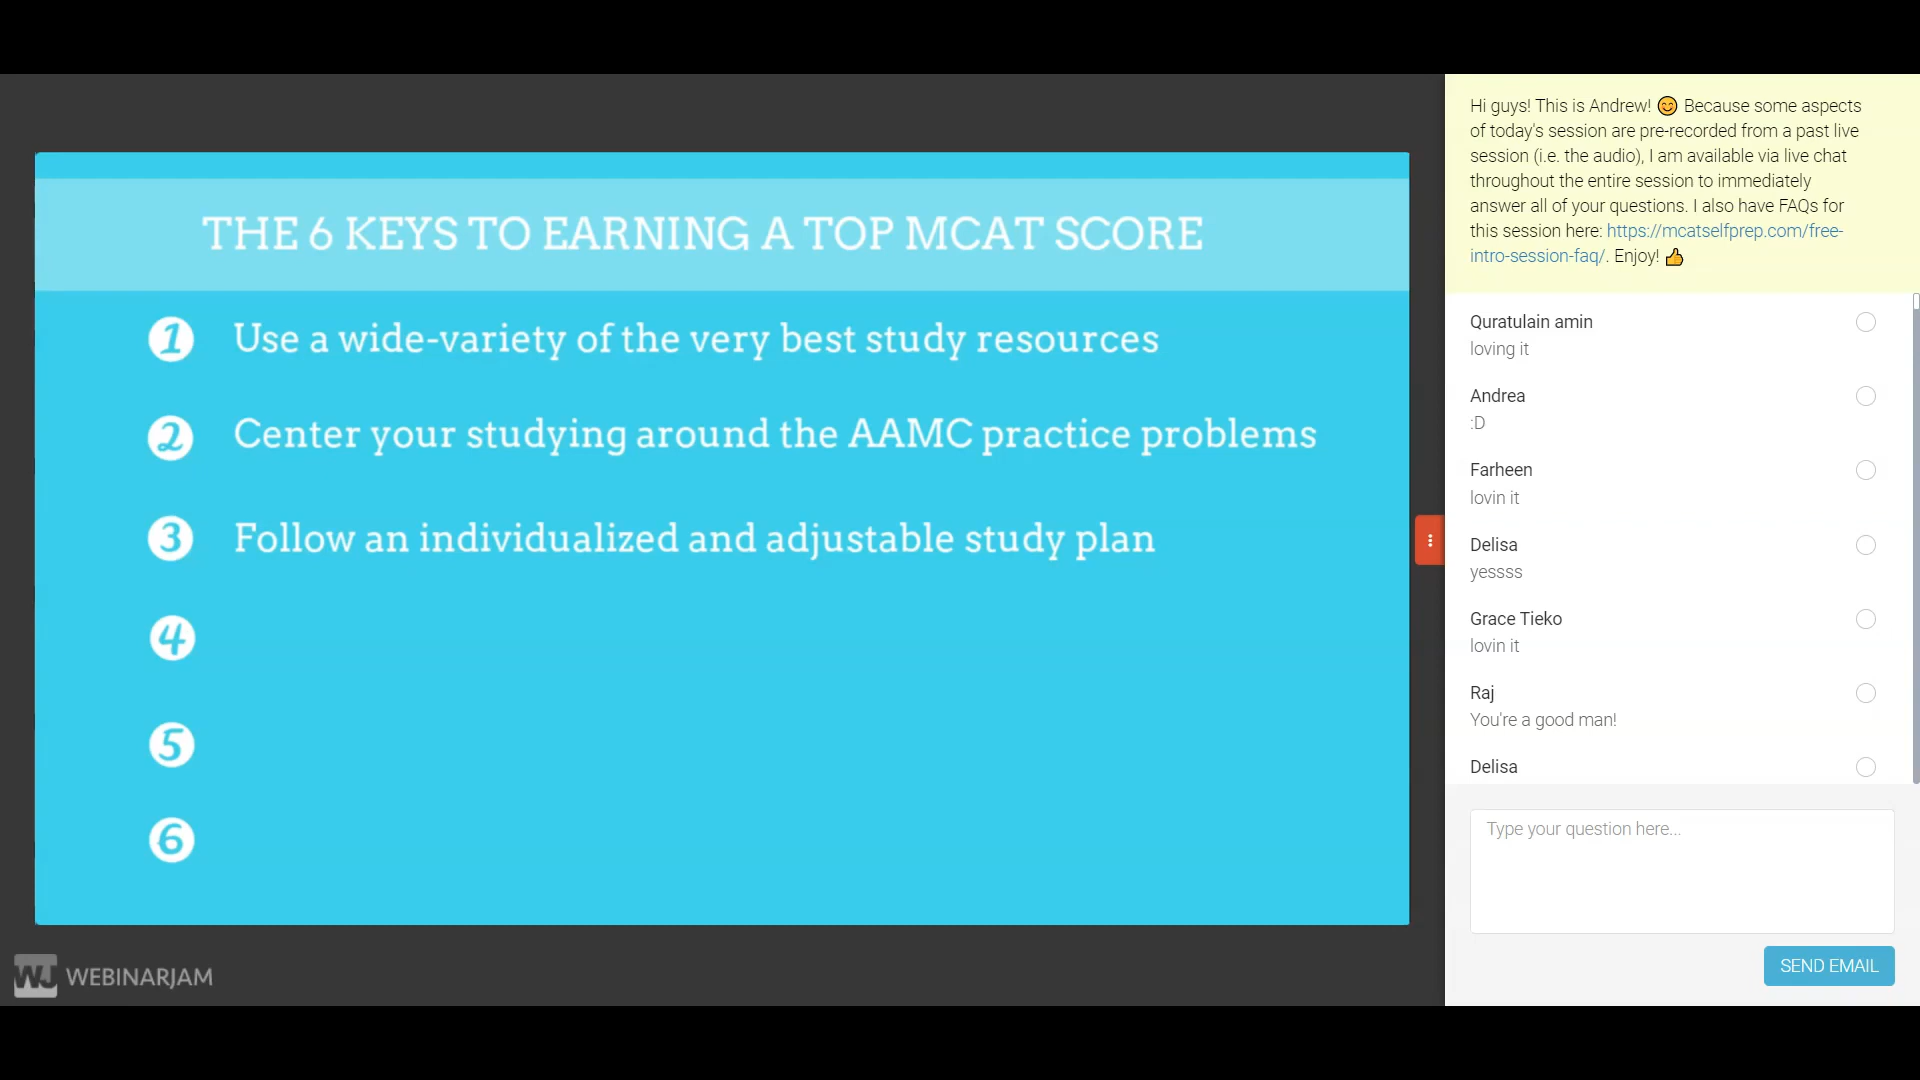 THE 6 KEYS TO EARNING A TOP MCAT SCORE
1 Use a wide-variety of the very best study resources
2 Center your studying around the AAMC practice problems
3 Follow an individualized and adjustable study plan
4
5
6
WJ WEBINARJAM
Hi guys! This is Andrew! 😊 Because some aspects
of today's session are pre-recorded from a past live
session (i.e. the audio), I am available via live chat
throughout the entire session to immediately
answer all of your questions. I also have FAQs for
this session here: https://mcatselfprep.com/free-
intro-session-faq/. Enjoy! 👍
Quratulain amin
loving it
Andrea
:D
Farheen
lovin it
Delisa
yessss
Grace Tieko
lovin it
Raj
You're a good man!
Delisa
Type your question here...
SEND EMAIL